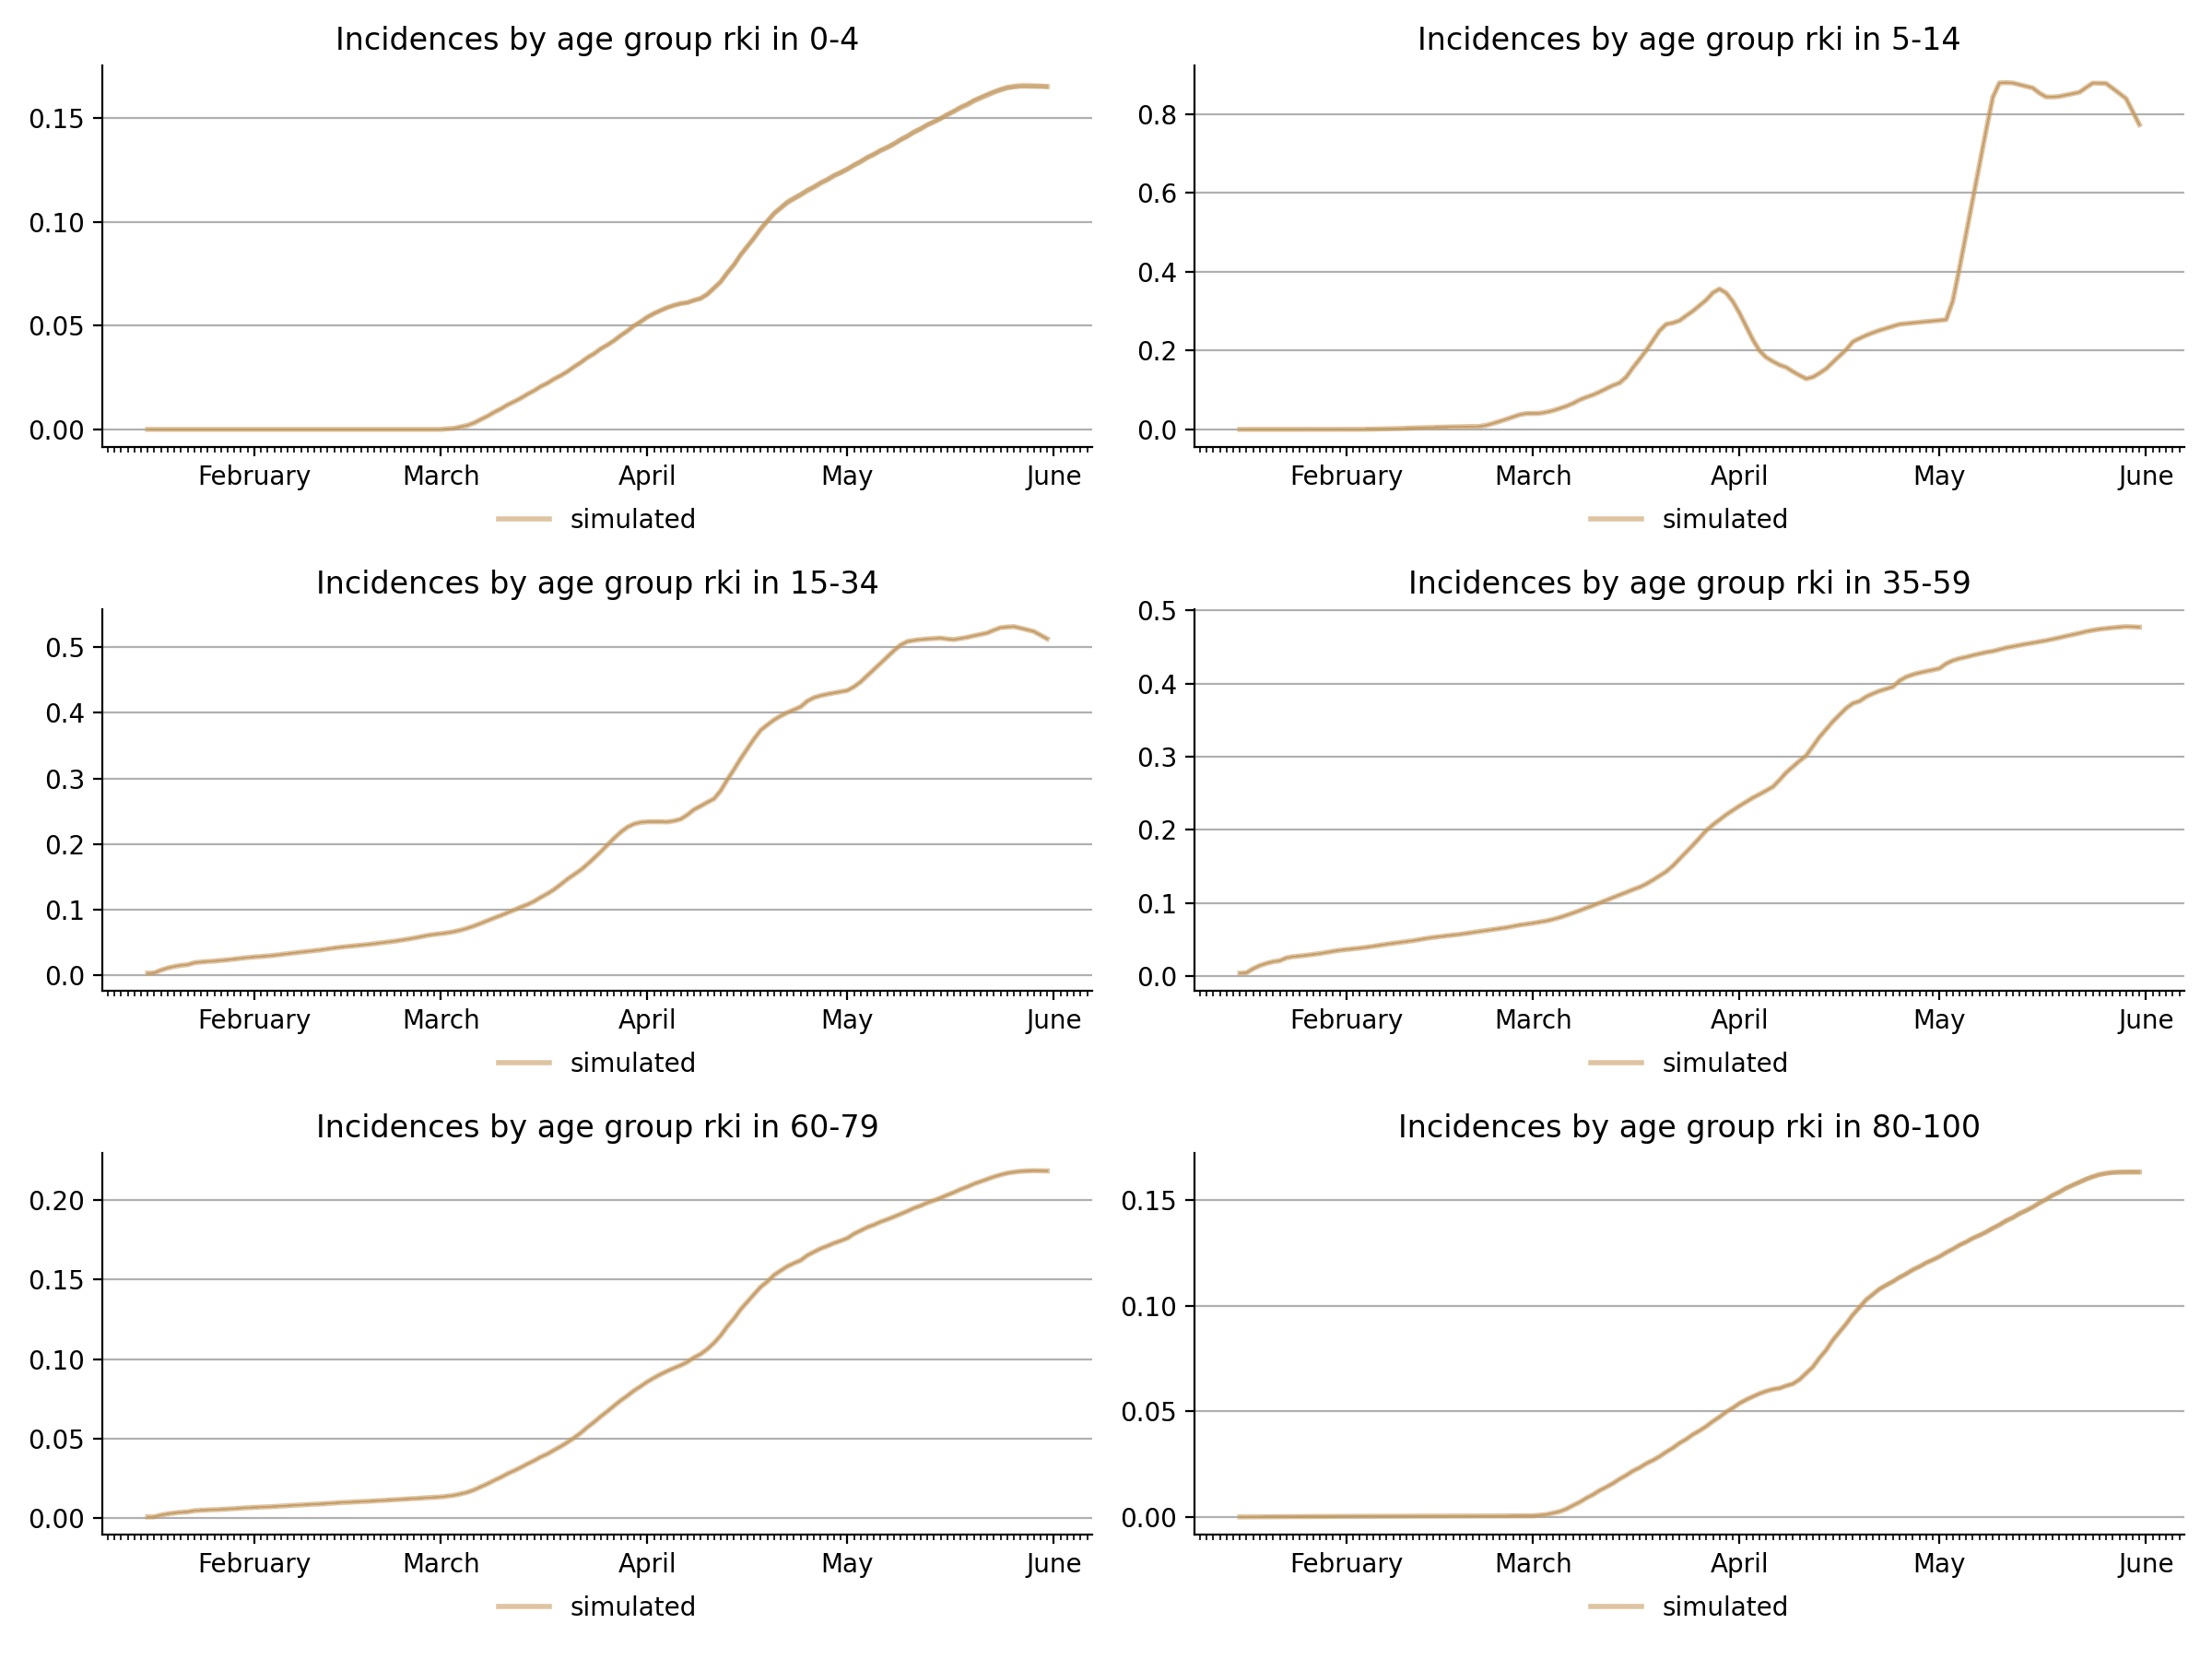 Incidences by age group rki in 0-4
0.15
0.10
0.05
0.00
February March April May June
simulated
Incidences by age group rki in 5-14
0.8
0.6
0.4
0.2
0.0
February March April May June
simulated
Incidences by age group rki in 15-34
0.5
0.4
0.3
0.2
0.1
0.0
February March April May June
simulated
Incidences by age group rki in 35-59
0.5
0.4
0.3
0.2
0.1
0.0
February March April May June
simulated
Incidences by age group rki in 60-79
0.20
0.15
0.10
0.05
0.00
February March April May June
simulated
Incidences by age group rki in 80-100
0.15
0.10
0.05
0.00
February March April May June
simulated